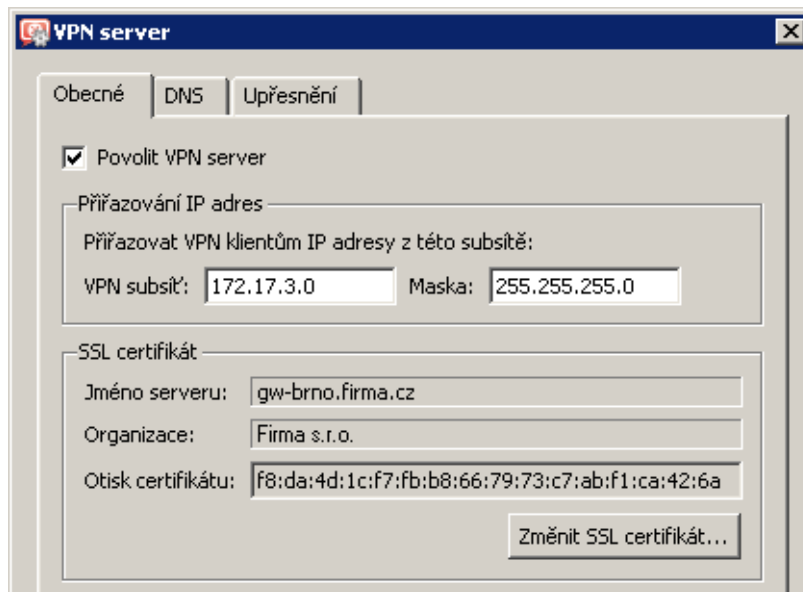 VPN server
Obecné DNS Upřesnění
Povolit VPN server
Přiřazování IP adres
Přiřazovat VPN klientům IP adresy z této subsítě:
VPN subsíť: 172.17.3.0 Maska: 255.255.255.0
SSL certifikát
Jméno serveru: gw-brno.firma.cz
Organizace: Firma s.r.o.
Otisk certifikátu: f8:da:4d:1c:f7:fb:b8:66:79:73:c7:ab:f1:ca:42:6a
Změnit SSL certifikát...